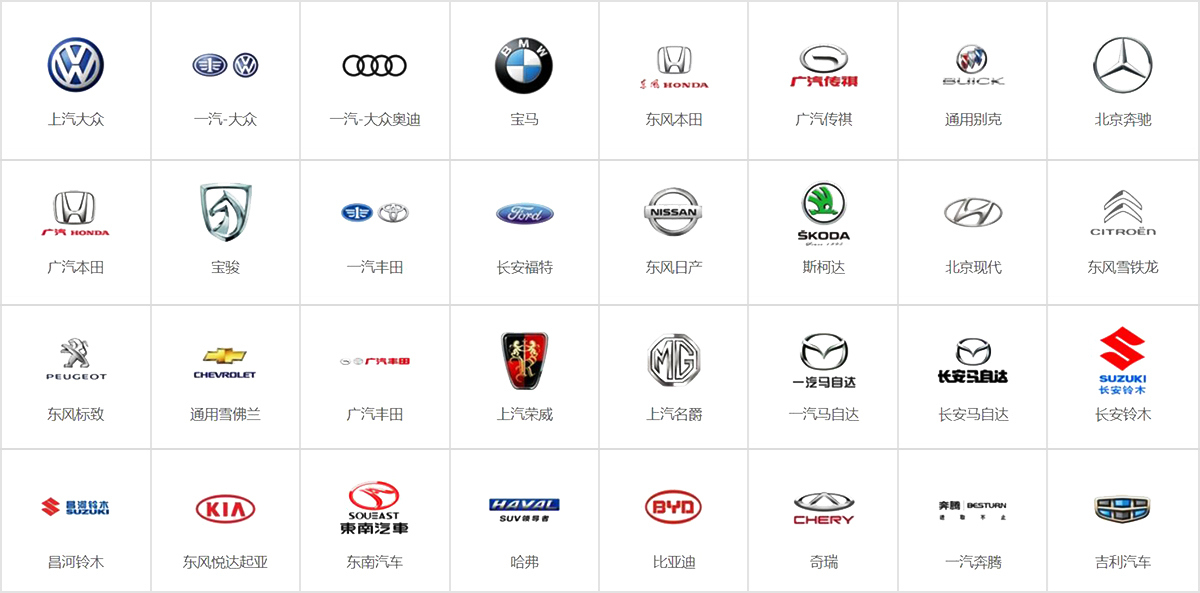 BMW
东风 HONDA
广汽传祺
BUICK
上汽大众
一汽-大众
一汽-大众奥迪
宝马
东风本田
广汽传祺
通用别克
北京奔驰
广汽 HONDA
Ford
NISSAN
ŠKODA
CITROËN
广汽本田
宝骏
一汽丰田
长安福特
东风日产
斯柯达
北京现代
东风雪铁龙
PEUGEOT
CHEVROLET
广汽丰田
R
MG
一汽马自达
长安马自达
SUZUKI
长安铃木
东风标致
通用雪佛兰
广汽丰田
上汽荣威
上汽名爵
一汽马自达
长安马自达
长安铃木
昌河铃木
SUZUKI
KIA
SOUEAST
東南汽車
HAVAL
SUV领导者
BYD
CHERY
奔腾 BESTURN
进取不止
昌河铃木
东风悦达起亚
东南汽车
哈弗
比亚迪
奇瑞
一汽奔腾
吉利汽车